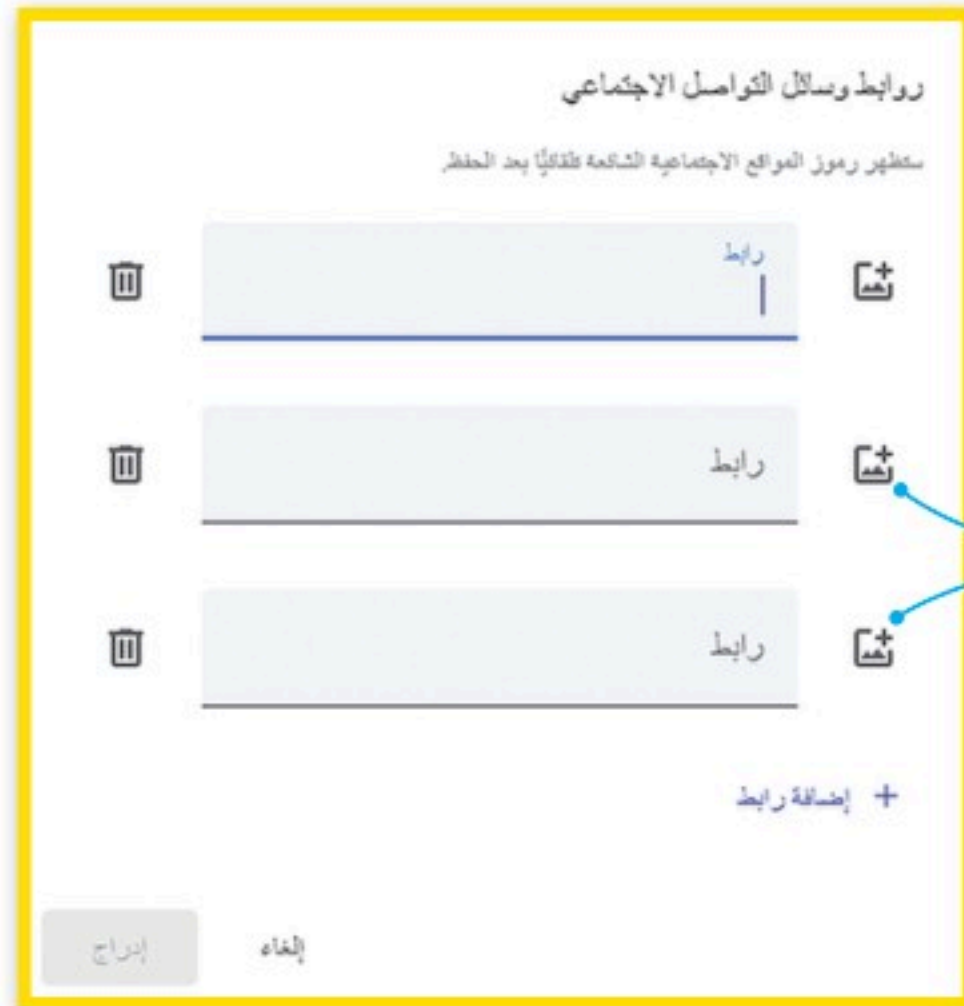 روابط وسائل التواصل الاجتماعي
ستظهر رموز المواقع الاجتماعية الشائعة تلقائيًا بعد الحفظ.
رابط
رابط
رابط
+ إضافة رابط
إلغاء
إدراج